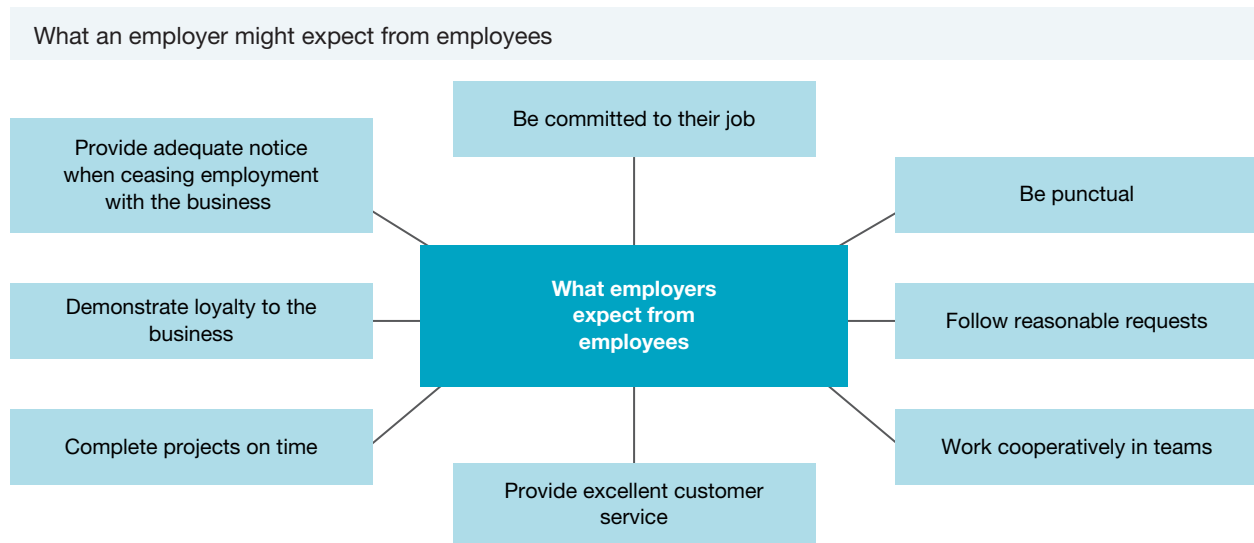 What an employer might expect from employees
Be committed to their job
Provide adequate notice
when ceasing employment
with the business
Be punctual
What employers
expect from
employees
Demonstrate loyalty to the
business
Follow reasonable requests
Complete projects on time
Work cooperatively in teams
Provide excellent customer
service